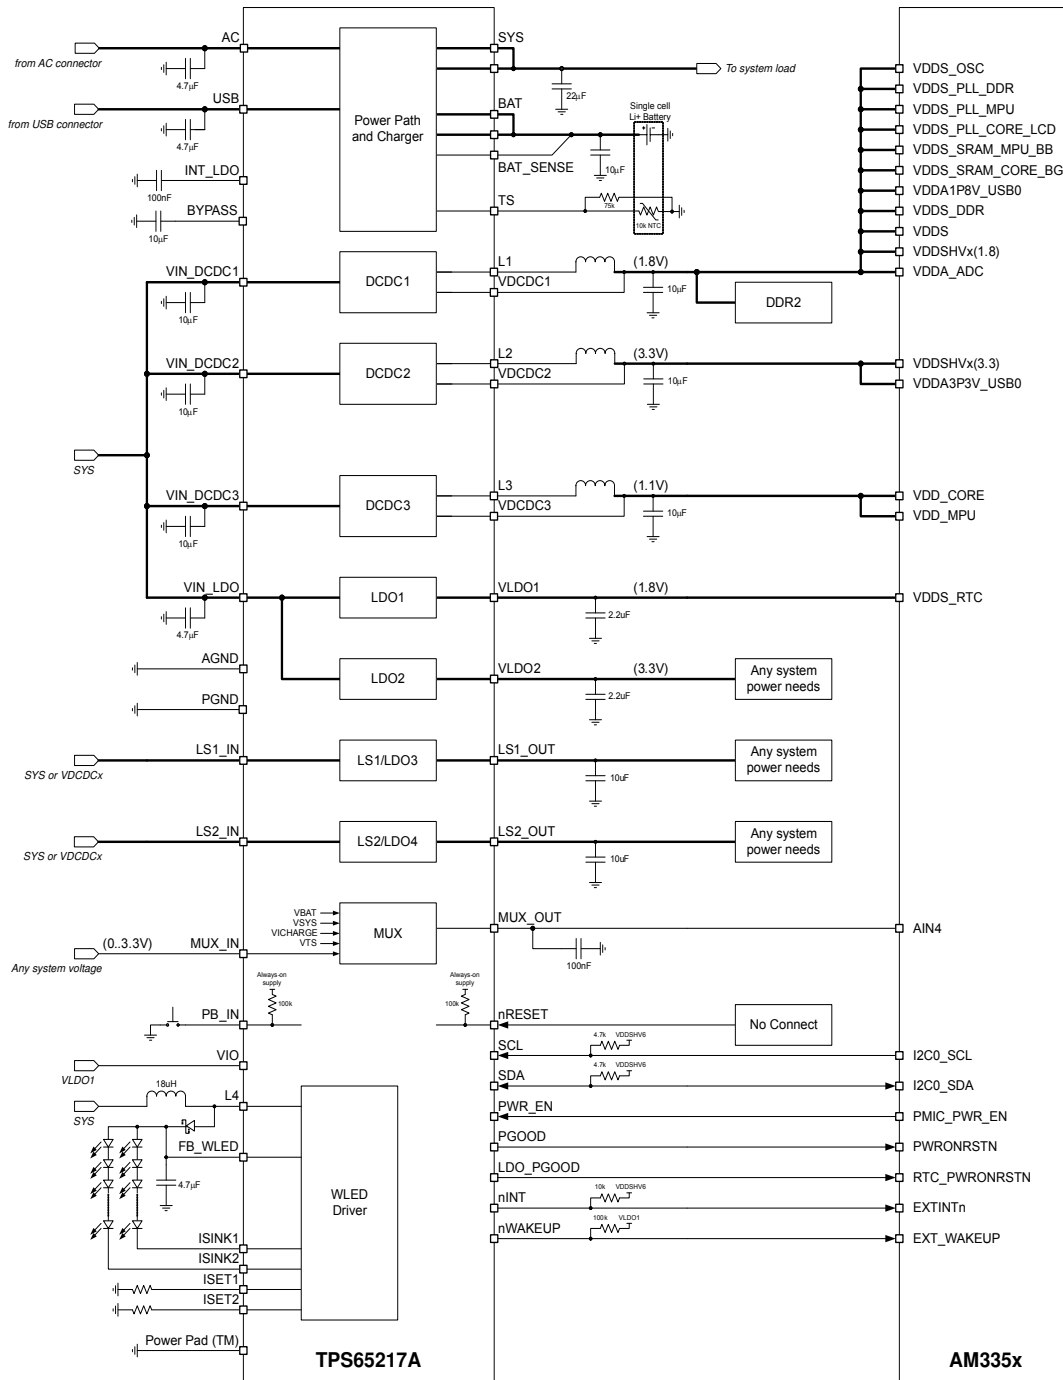 AC
SYS
from AC connector
4.7µF
To system load
22µF
VDDS_OSC
VDDS_PLL_DDR
USB
BAT
Single cell
Li+ Battery
VDDS_PLL_MPU
from USB connector
4.7µF
Power Path
and Charger
VDDS_PLL_CORE_LCD
VDDS_SRAM_MPU_BB
INT_LDO
100nF
BAT_SENSE
10µF
VDDS_SRAM_CORE_BG
VDDA1P8V_USB0
BYPASS
10µF
TS
75k
10k NTC
VDDS_DDR
VDDS
VDDSHVx(1.8)
VIN_DCDC1
10µF
DCDC1
L1
VDCDC1
(1.8V)
10µF
VDDA_ADC
DDR2
VIN_DCDC2
10µF
DCDC2
L2
VDCDC2
(3.3V)
10µF
VDDSHVx(3.3)
VDDA3P3V_USB0
SYS
VIN_DCDC3
10µF
DCDC3
L3
VDCDC3
(1.1V)
10µF
VDD_CORE
VDD_MPU
VIN_LDO
4.7µF
LDO1
VLDO1
(1.8V)
2.2uF
VDDS_RTC
AGND
LDO2
VLDO2
(3.3V)
2.2uF
Any system
power needs
PGND
LS1_IN
SYS or VDCDCx
LS1/LDO3
LS1_OUT
10uF
Any system
power needs
LS2_IN
SYS or VDCDCx
LS2/LDO4
LS2_OUT
10uF
Any system
power needs
VBAT
VSYS
VICHARGE
VTS
MUX
MUX_OUT
100nF
AIN4
(0..3.3V)
MUX_IN
Any system voltage
Always-on
supply
100k
Always-on
supply
100k
PB_IN
nRESET
No Connect
VIO
VLDO1
SCL
4.7k
VDDSHV6
I2C0_SCL
18uH
SYS
L4
SDA
4.7k
VDDSHV6
I2C0_SDA
PWR_EN
PMIC_PWR_EN
FB_WLED
4.7µF
PGOOD
PWRONRSTN
LDO_PGOOD
RTC_PWRONRSTN
WLED
Driver
nINT
10k
VDDSHV6
EXTINTn
nWAKEUP
100k
VLDO1
EXT_WAKEUP
ISINK1
ISINK2
ISET1
ISET2
Power Pad (TM)
TPS65217A
AM335x